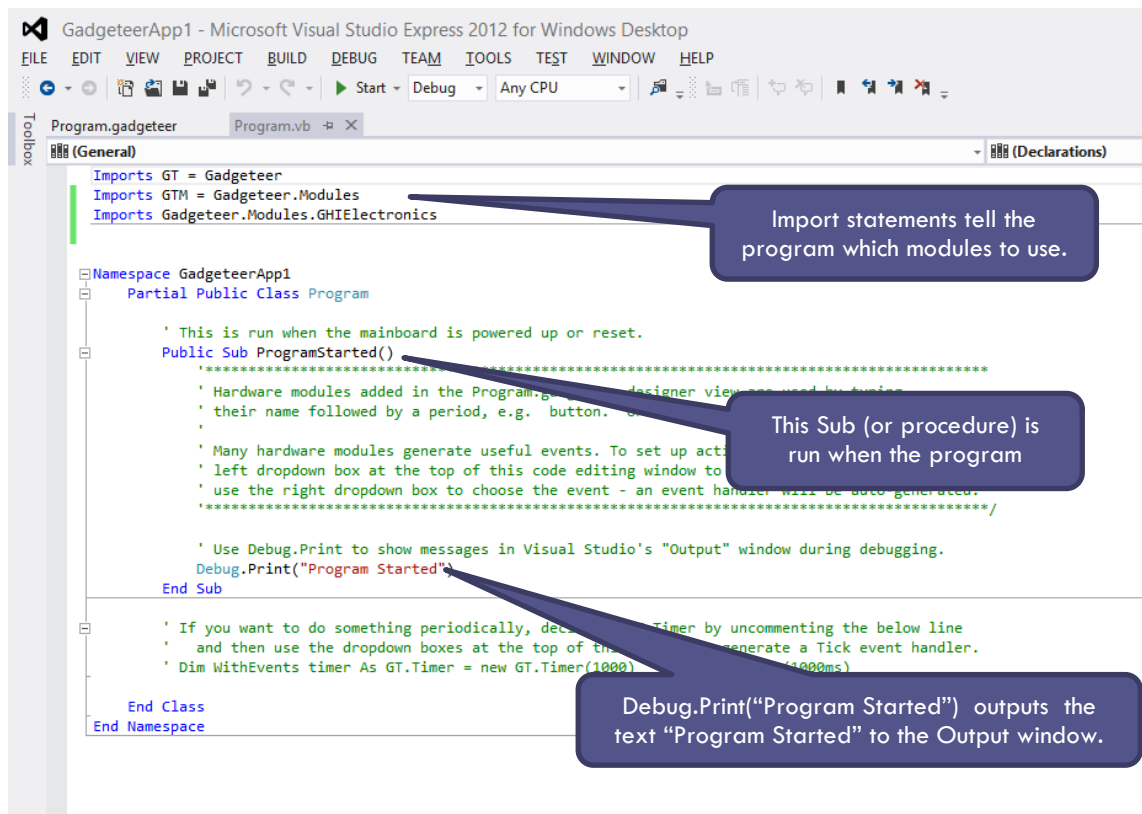 GadgeteerApp1 - Microsoft Visual Studio Express 2012 for Windows Desktop
FILE EDIT VIEW PROJECT BUILD DEBUG TEAM TOOLS TEST WINDOW HELP
Start Debug Any CPU
Toolbox
Program.gadgeteer Program.vb
(General) (Declarations)
Imports GT = Gadgeteer
Imports GTM = Gadgeteer.Modules
Imports Gadgeteer.Modules.GHIElectronics
Import statements tell the
program which modules to use.
Namespace GadgeteerApp1
Partial Public Class Program
' This is run when the mainboard is powered up or reset.
Public Sub ProgramStarted()
'*******************************************************************************************
' Hardware modules added in the designer view are used by typing
' their name followed by a period, e.g. button.
'
' Many hardware modules generate useful events. To set up
' left dropdown box at the top of this code editing window to
' use the right dropdown box to choose the event - an event handler will be auto-generated.
'*******************************************************************************************/
This Sub (or procedure) is
run when the program
' Use Debug.Print to show messages in Visual Studio's "Output" window during debugging.
Debug.Print("Program Started")
End Sub
' If you want to do something periodically, Timer by uncommenting the below line
' and then use the dropdown boxes at the top of generate a Tick event handler.
' Dim WithEvents timer As GT.Timer = new GT.Timer(1000) (1000ms)
End Class
End Namespace
Debug.Print(“Program Started”) outputs the
text “Program Started” to the Output window.